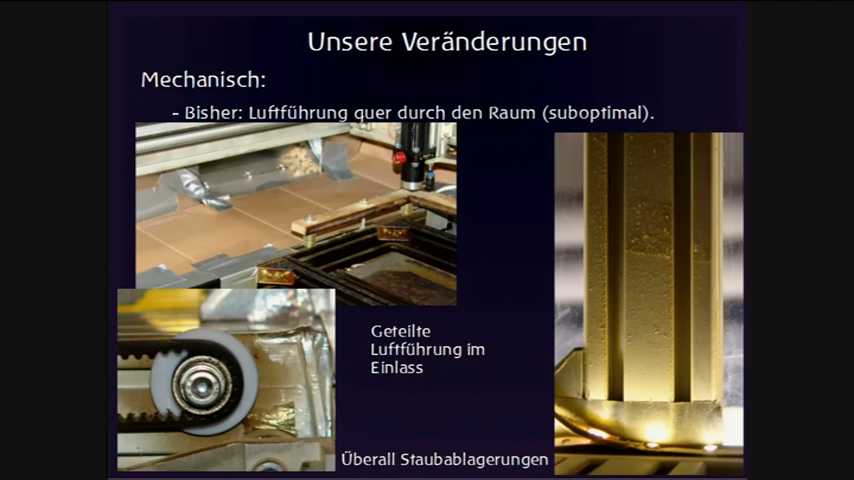 Unsere Veränderungen
Mechanisch:
- Bisher: Luftführung quer durch den Raum (suboptimal).
Geteilte
Luftführung im
Einlass
Überall Staubablagerungen